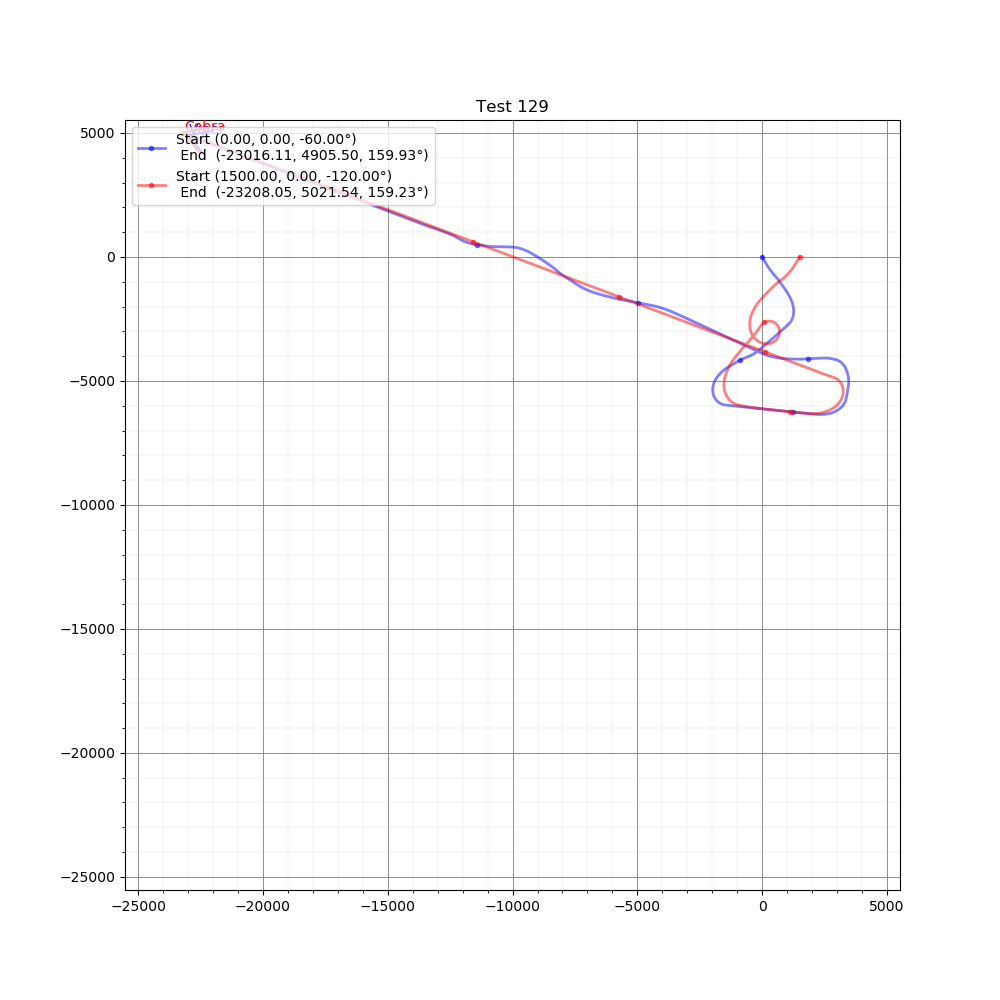 Test 129
Cobra
Start (0.00, 0.00, -60.00°)
End (-23016.11, 4905.50, 159.93°)
Start (1500.00, 0.00, -120.00°)
End (-23208.05, 5021.54, 159.23°)
5000
0
−5000
−10000
−15000
−20000
−25000
−25000 −20000 −15000 −10000 −5000 0 5000